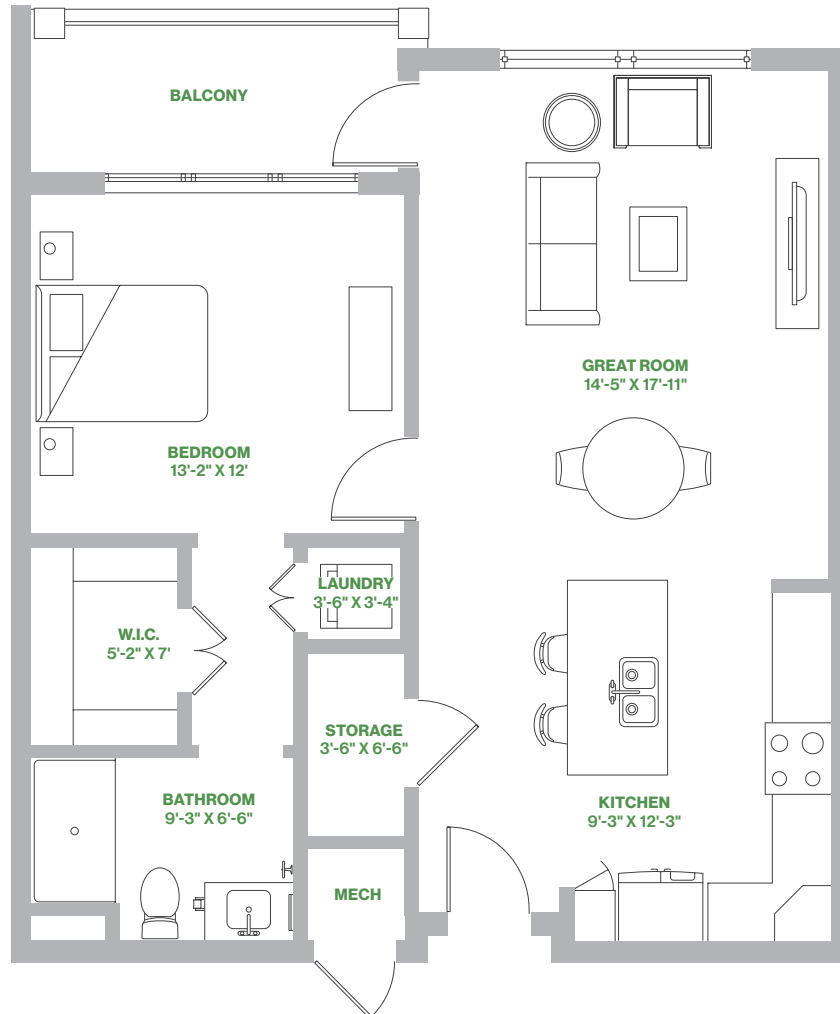 BALCONY
GREAT ROOM
14'-5" X 17'-11"
BEDROOM
13'-2" X 12'
LAUNDRY
3'-6" X 3'-4"
W.I.C.
5'-2" X 7'
STORAGE
3'-6" X 6'-6"
BATHROOM
9'-3" X 6'-6"
KITCHEN
9'-3" X 12'-3"
MECH